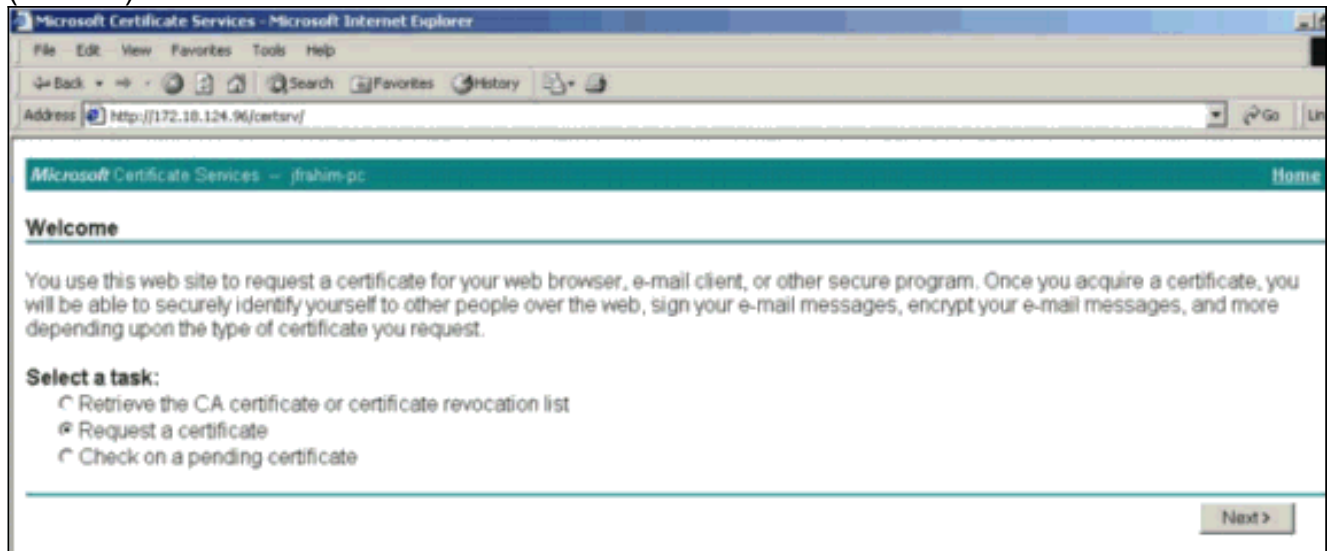 Microsoft Certificate Services - Microsoft Internet Explorer
File Edit View Favorites Tools Help
Back Search Favorites History
Address http://172.18.124.96/certsrv/ Go Lin
Microsoft Certificate Services -- jfrahim-pc Home
Welcome
You use this web site to request a certificate for your web browser, e-mail client, or other secure program. Once you acquire a certificate, you
will be able to securely identify yourself to other people over the web, sign your e-mail messages, encrypt your e-mail messages, and more
depending upon the type of certificate you request.
Select a task:
Retrieve the CA certificate or certificate revocation list
Request a certificate
Check on a pending certificate
Next >